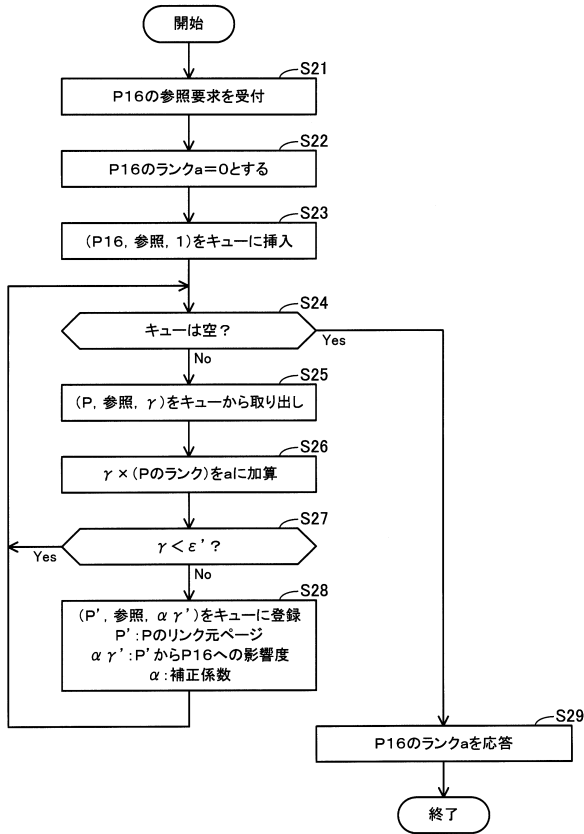 開始
S21
P16の参照要求を受付
S22
P16のランクa=0とする
S23
(P16, 参照, 1)をキューに挿入
S24
キューは空?
Yes
No
S25
(P, 参照, γ)をキューから取り出し
S26
γ×(Pのランク)をaに加算
S27
γ<ε'?
Yes
No
S28
(P', 参照, αγ')をキューに登録
P':Pのリンク元ページ
αγ':P'からP16への影響度
α:補正係数
S29
P16のランクaを応答
終了